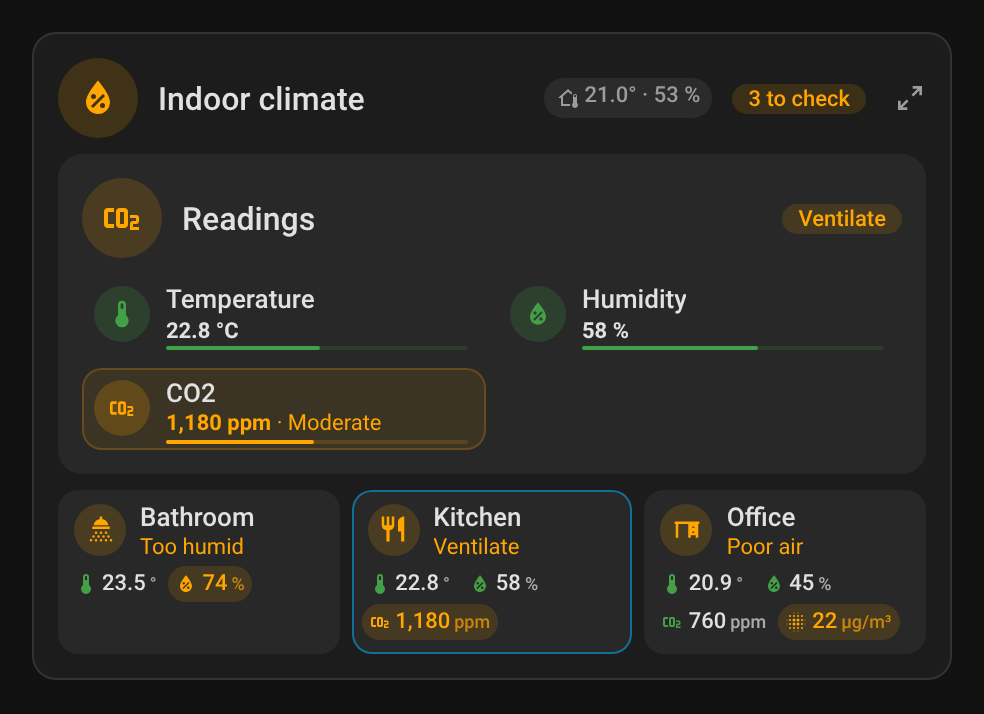 Indoor climate
21.0° · 53 %
3 to check
CO2
Readings
Ventilate
Temperature
22.8 °C
Humidity
58 %
CO2
CO2
1,180 ppm · Moderate
Bathroom
Too humid
23.5 °
74 %
Kitchen
Ventilate
22.8 °
58 %
CO2 1,180 ppm
Office
Poor air
20.9 °
45 %
CO2 760 ppm
22 µg/m³